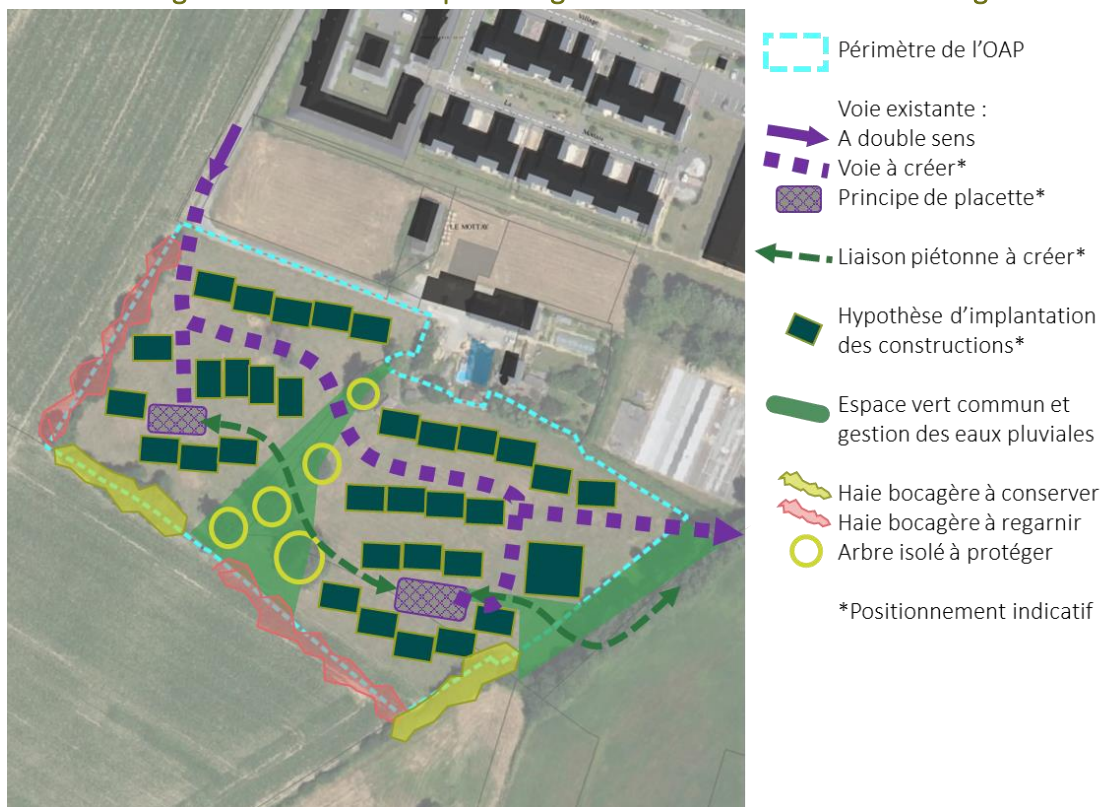 Périmètre de l'OAP
Voie existante :
A double sens
Voie à créer*
Principe de placette*
Liaison piétonne à créer*
Hypothèse d'implantation
des constructions*
Espace vert commun et
gestion des eaux pluviales
Haie bocagère à conserver
Haie bocagère à regarnir
Arbre isolé à protéger
*Positionnement indicatif
Village
La
LE MOTTAY